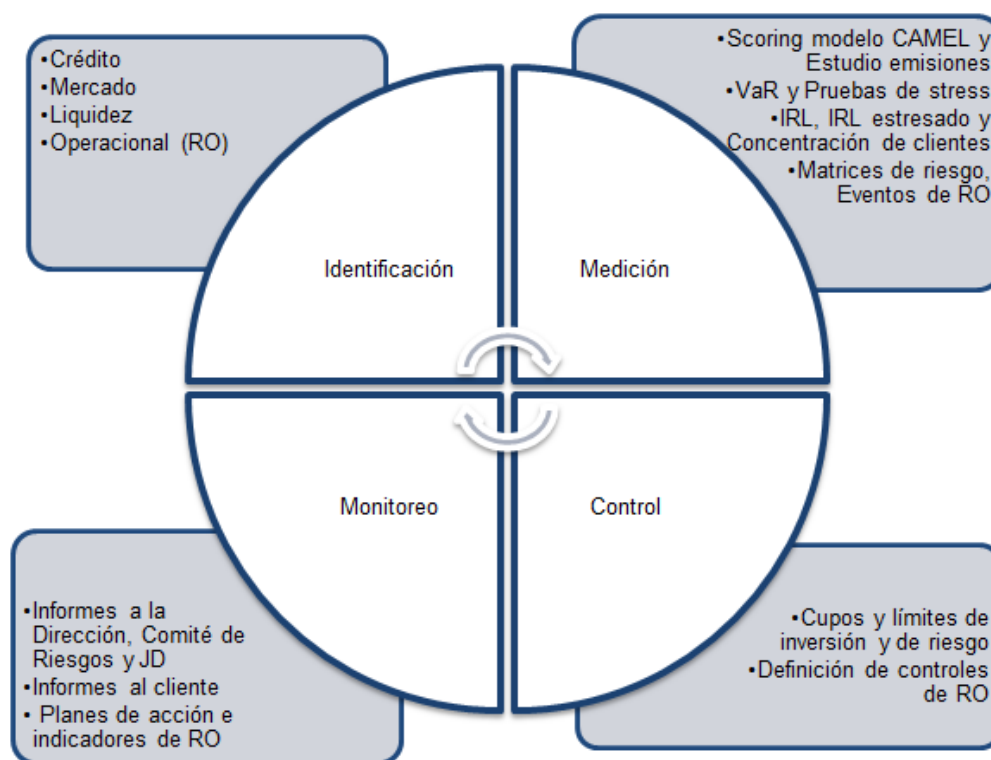 •Crédito
•Mercado
•Liquidez
•Operacional (RO)
•Scoring modelo CAMEL y
Estudio emisiones
•VaR y Pruebas de stress
•IRL, IRL estresado y
Concentración de clientes
•Matrices de riesgo,
Eventos de RO
Identificación
Medición
Monitoreo
Control
•Informes a la
Dirección, Comité de
Riesgos y JD
•Informes al cliente
• Planes de acción e
indicadores de RO
•Cupos y límites de
inversión y de riesgo
•Definición de controles
de RO